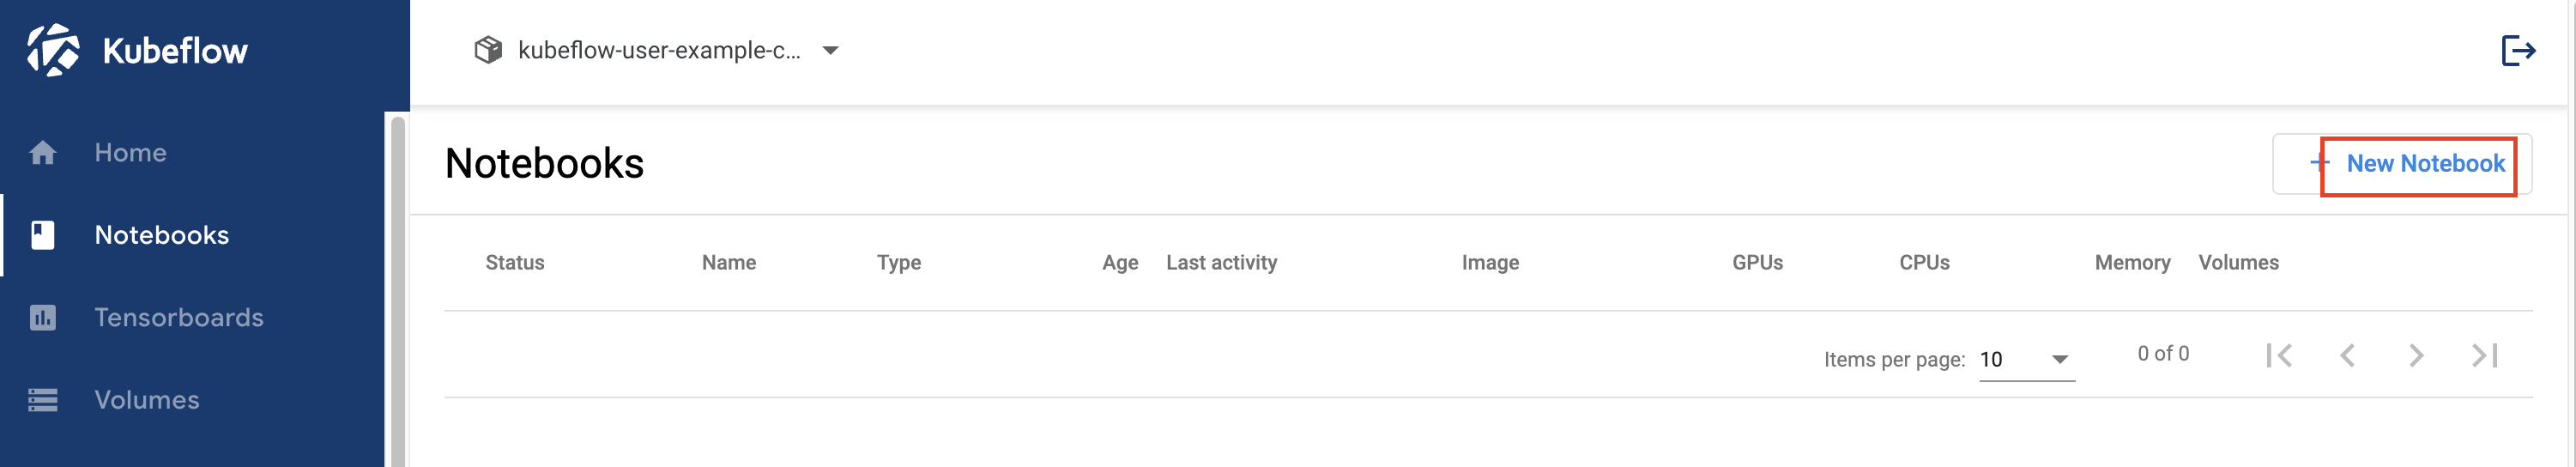 Kubeflow
kubeflow-user-example-c...
Home
Notebooks
Tensorboards
Volumes
Notebooks
+ New Notebook
Status Name Type Age Last activity Image GPUs CPUs Memory Volumes
Items per page: 10 0 of 0